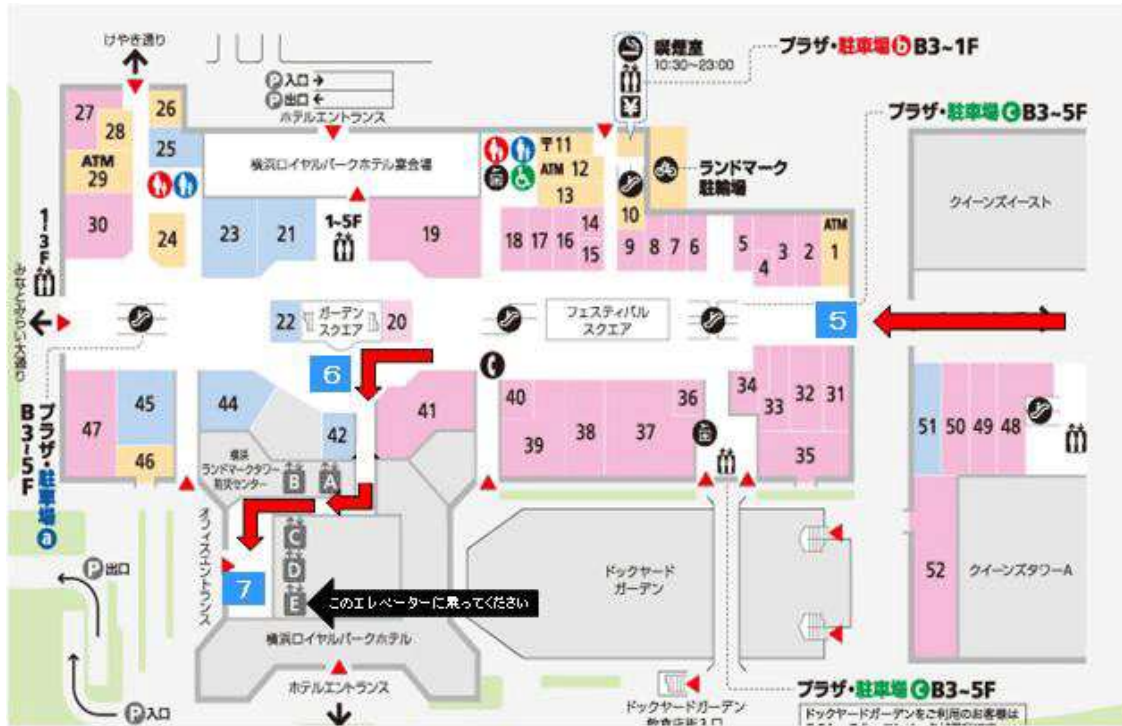 けやき通り
P入口→
P出口←
ホテルエントランス
喫煙室
10:30~23:00
¥
プラザ・駐車場 b B3~1F
プラザ・駐車場 C B3~5F
27
28
ATM
29
30
26
25
24
横浜ロイヤルパークホテル宴会場
〒11
ATM 12
13
ランドマーク
駐輪場
クイーンズイースト
23
21
1~5F
19
18
17
16
14
15
10
9
8
7
6
5
4
3
2
ATM
1
1~3F
みなとみらい大通り
22
ガーデン
スクエア
20
フェスティバル
スクエア
5
6
プラザ・駐車場 a
B3~5F
47
45
46
44
42
41
40
39
38
37
36
34
33
32
31
35
51
50
49
48
52
横浜
ランドマークタワー
防災センター
B
A
C
D
E
オフィスエントランス
7
このエレベーターに乗ってください
横浜ロイヤルパークホテル
ホテルエントランス
P出口
P入口
ドックヤード
ガーデン
クイーンズタワーA
ドックヤードガーデン
プラザ・駐車場 C B3~5F
ドックヤードガーデンをご利用のお客様は